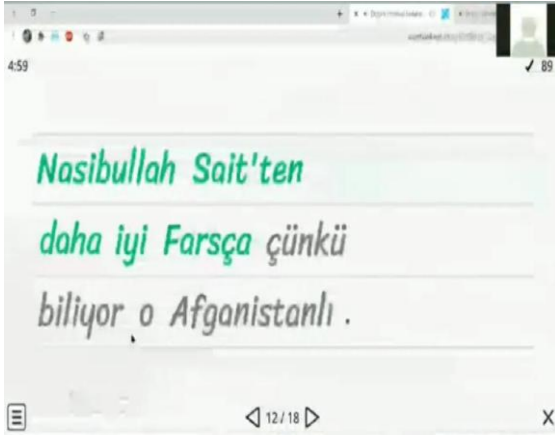 4:59
✓ 89
Nasibullah Sait'ten
daha iyi Farsça çünkü
biliyor o Afganistanlı .
12 / 18
X